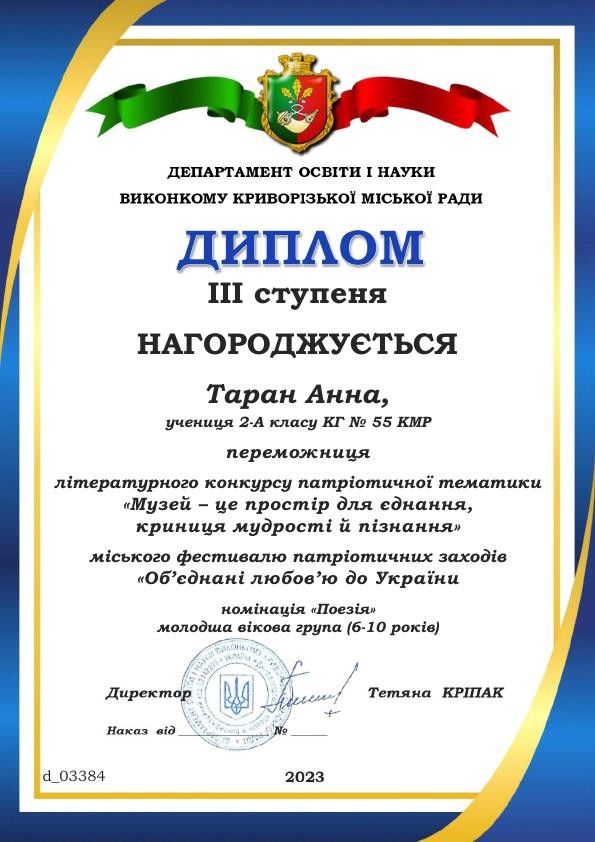 ДЕПАРТАМЕНТ ОСВІТИ І НАУКИ
ВИКОНКОМУ КРИВОРІЗЬКОЇ МІСЬКОЇ РАДИ
ДИПЛОМ
ІІІ ступеня
НАГОРОДЖУЄТЬСЯ
Таран Анна,
учениця 2-А класу КГ № 55 КМР
переможниця
літературного конкурсу патріотичної тематики
«Музей – це простір для єднання,
криниця мудрості й пізнання»
міського фестивалю патріотичних заходів
«Об’єднані любов’ю до України
номінація «Поезія»
молодша вікова група (6-10 років)
Директор Тетяна КРІПАК
Наказ від ______________ № ______
d_03384
2023